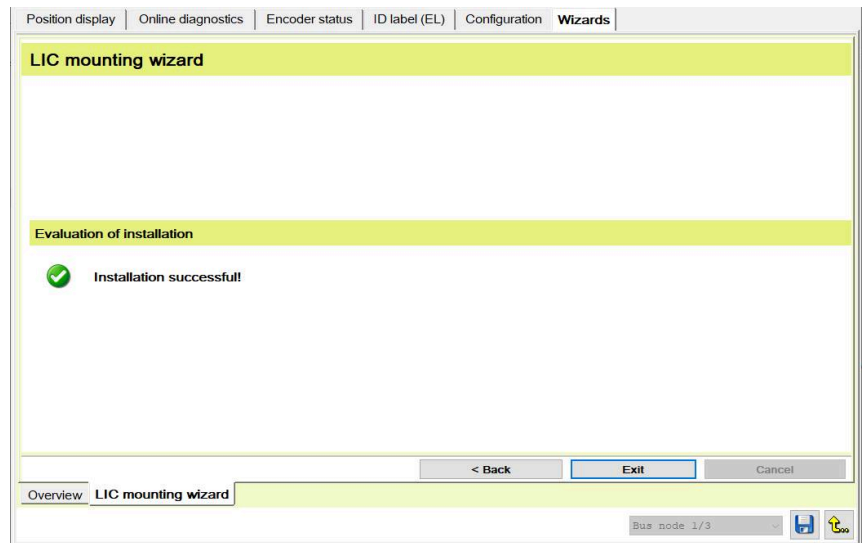 Position display Online diagnostics Encoder status ID label (EL) Configuration Wizards
LIC mounting wizard
Evaluation of installation
Installation successful!
< Back Exit Cancel
Overview LIC mounting wizard
Bus node 1/3